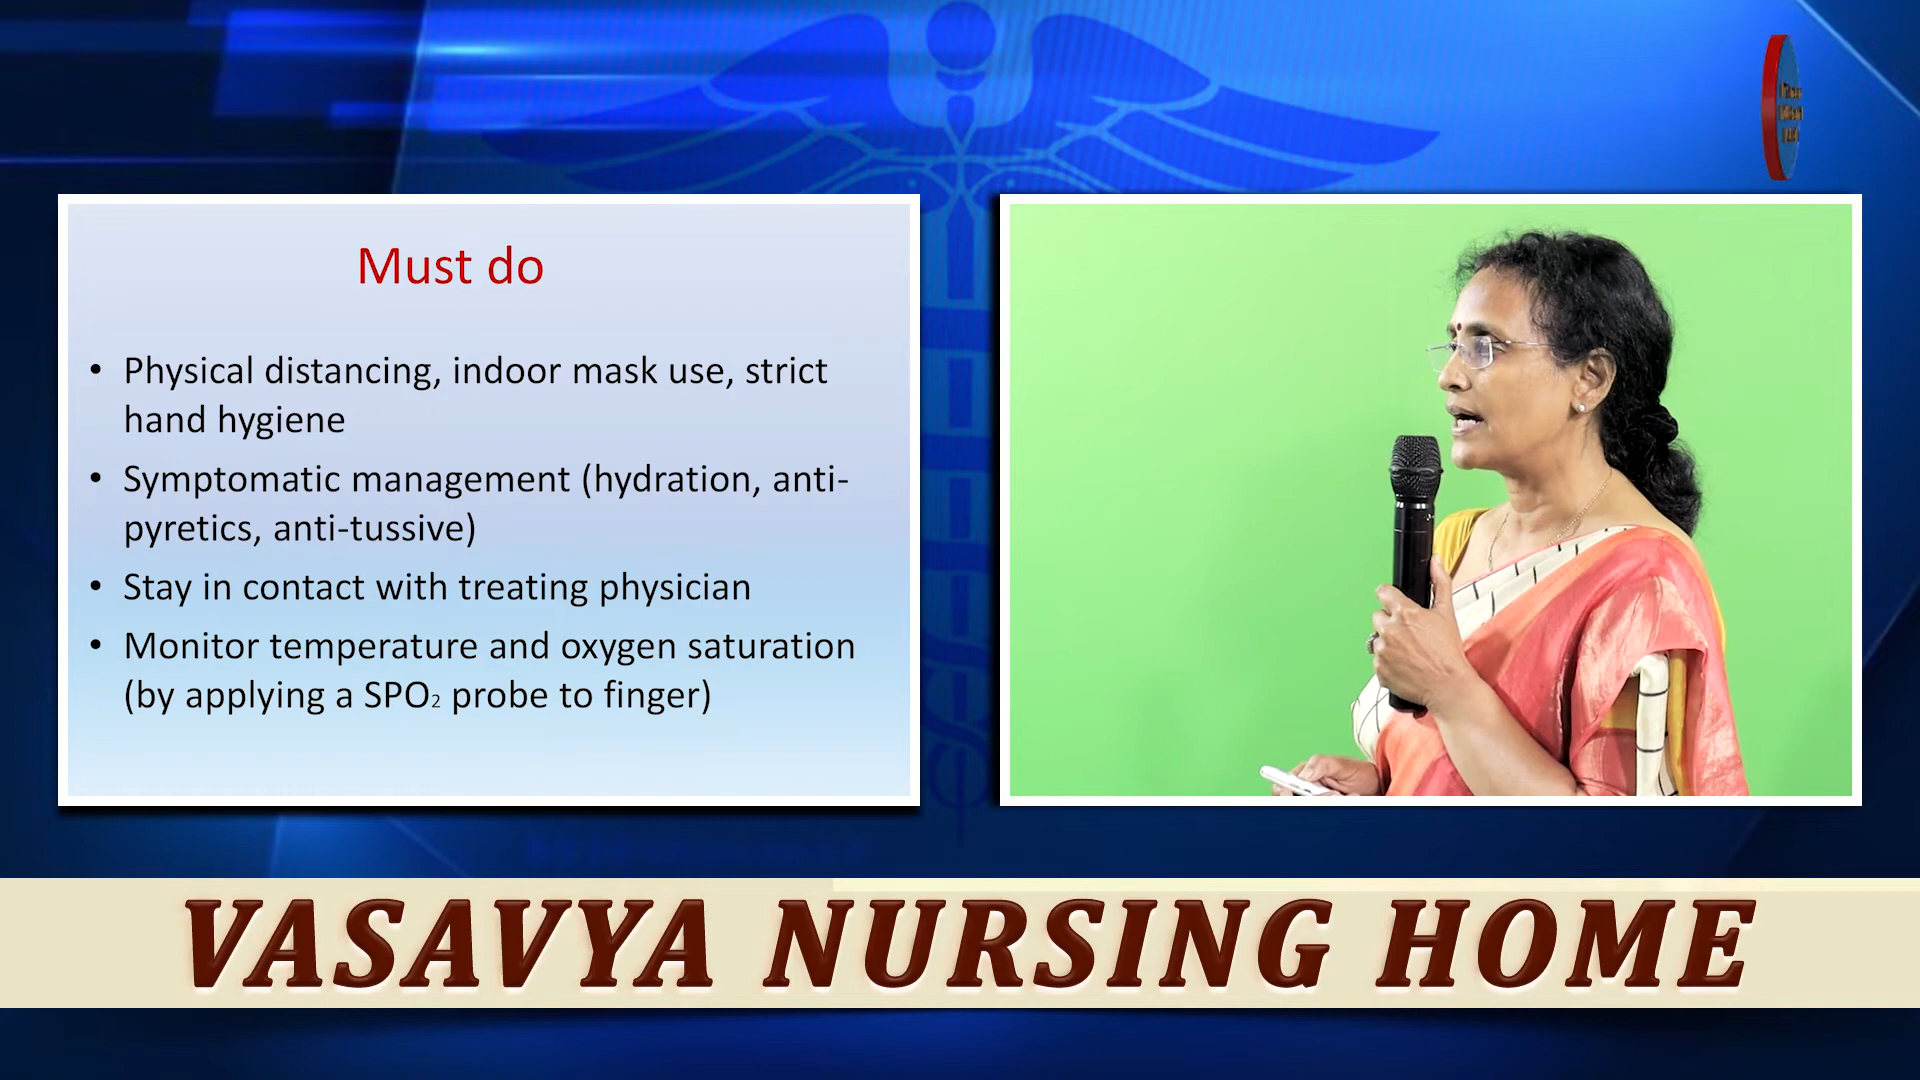 Must do
• Physical distancing, indoor mask use, strict
hand hygiene
• Symptomatic management (hydration, anti-
pyretics, anti-tussive)
• Stay in contact with treating physician
• Monitor temperature and oxygen saturation
(by applying a SPO₂ probe to finger)
VASAVYA NURSING HOME